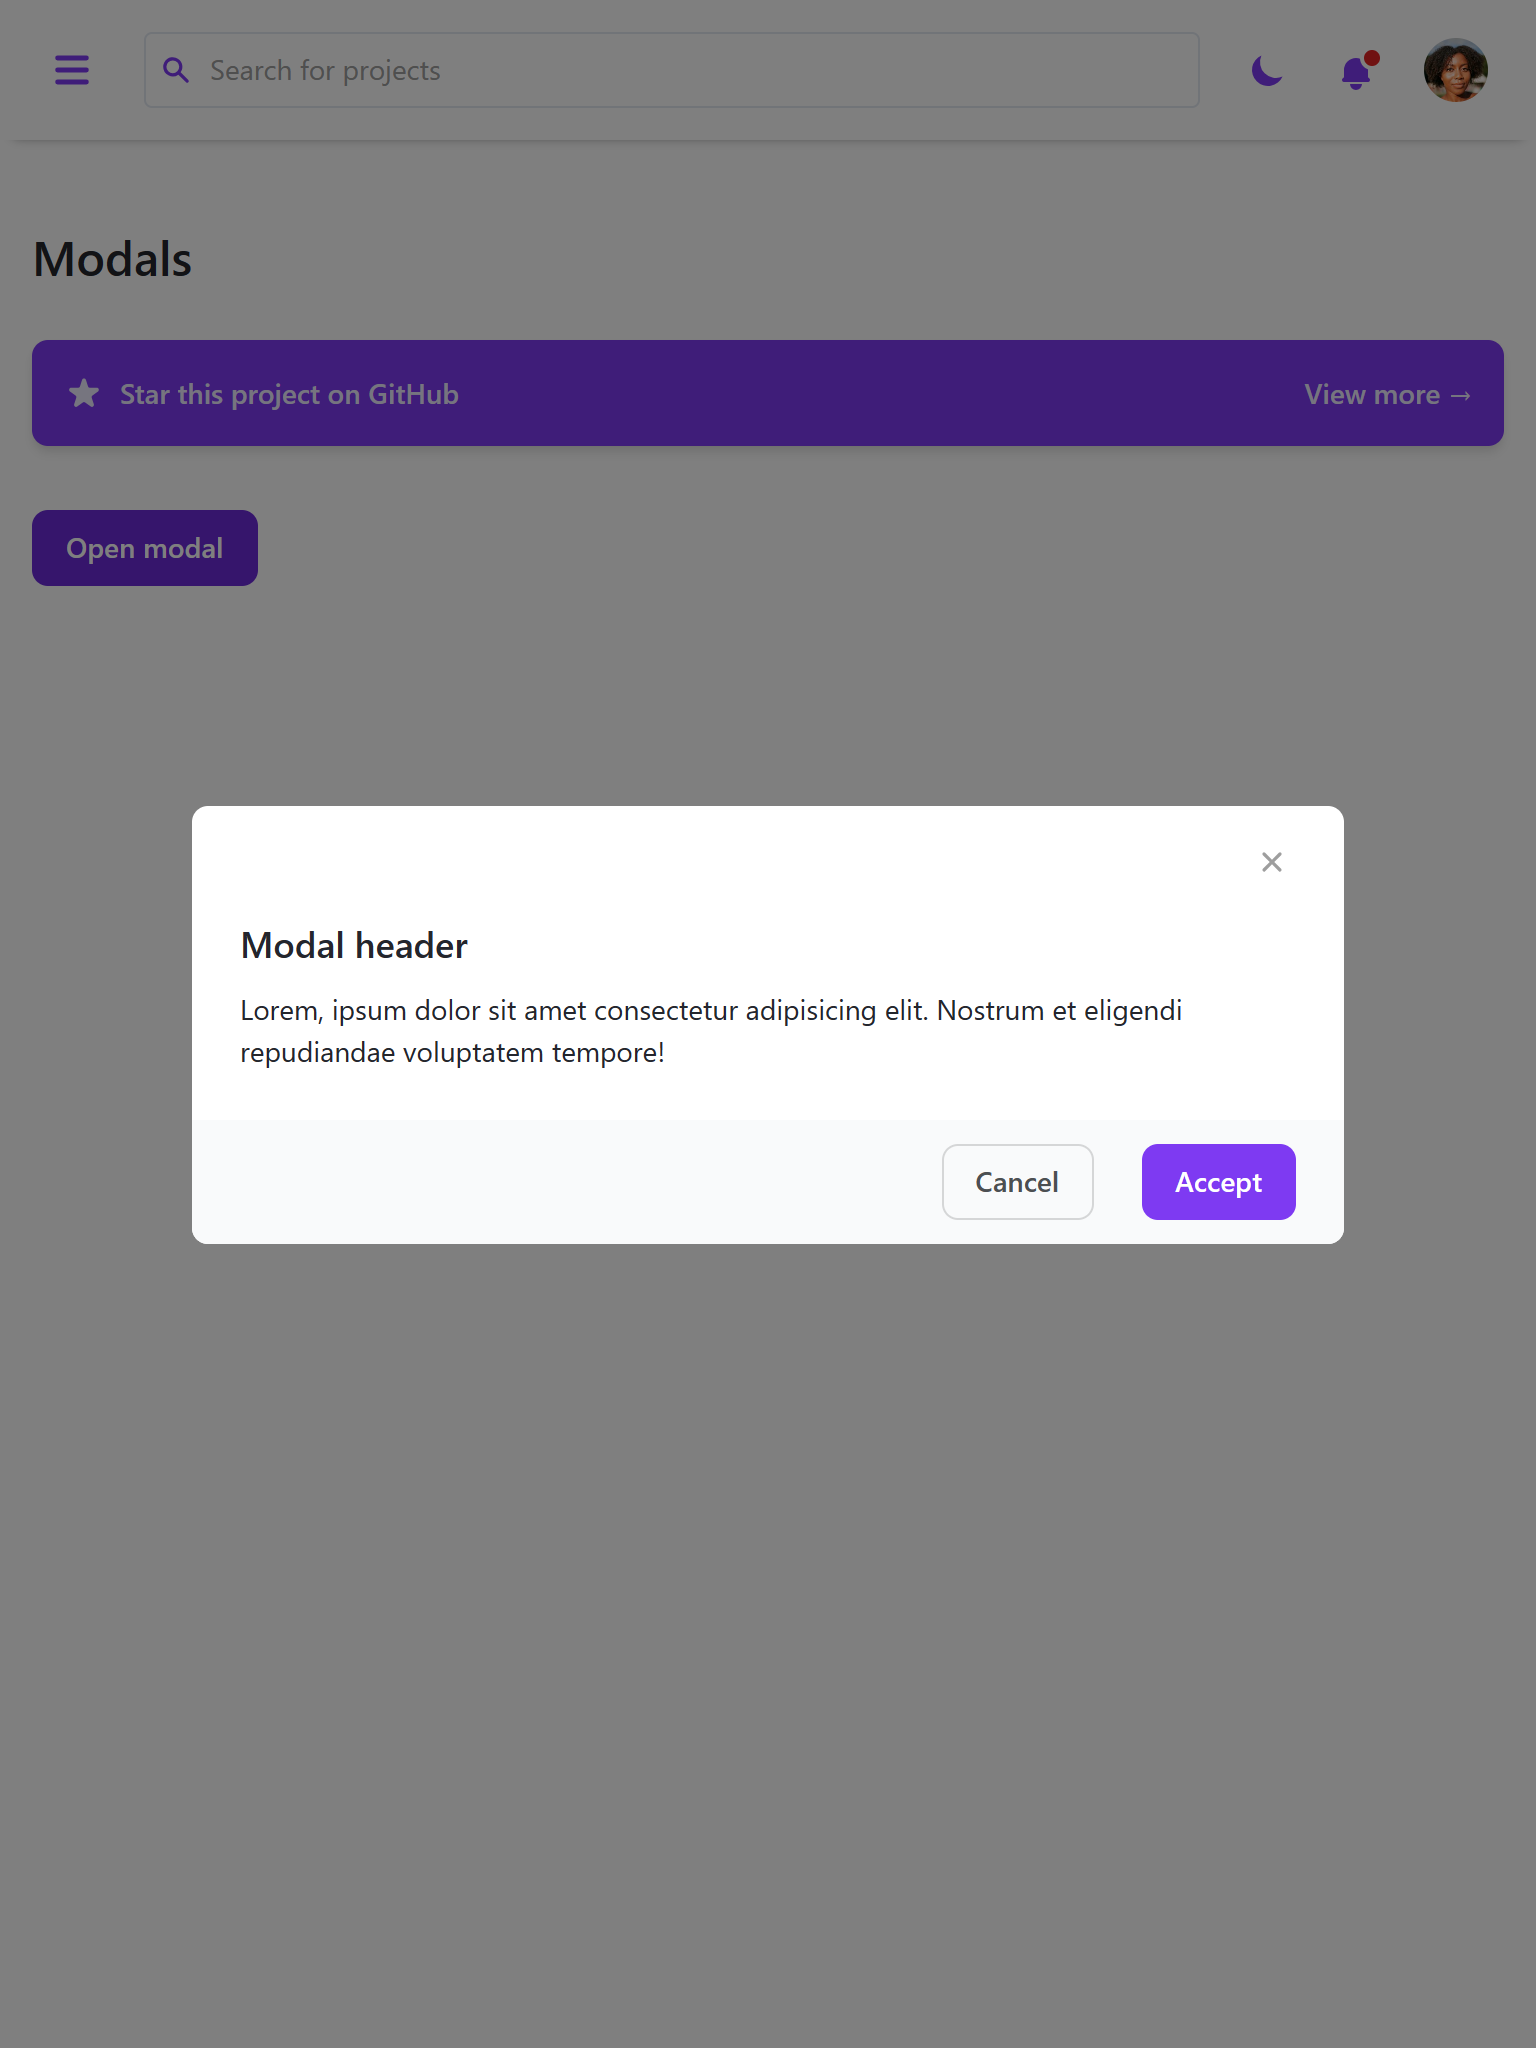 Search for projects
Modals
Star this project on GitHub
View more →
Open modal
Modal header
Lorem, ipsum dolor sit amet consectetur adipisicing elit. Nostrum et eligendi
repudiandae voluptatem tempore!
Cancel
Accept